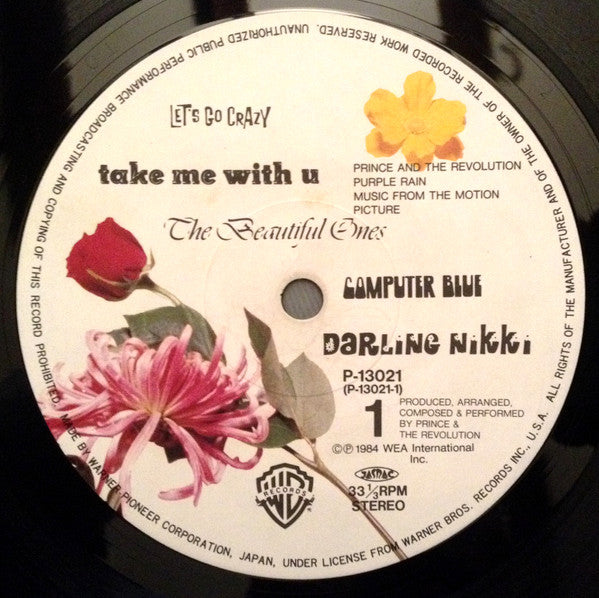 LET'S GO CRAZY
take me with u
PRINCE AND THE REVOLUTION
PURPLE RAIN
MUSIC FROM THE MOTION
PICTURE
The Beautiful Ones
COMPUTER BLUE
DARLING NIKKI
P-13021
(P-13021-1)
1
PRODUCED, ARRANGED,
COMPOSED & PERFORMED
BY PRINCE &
THE REVOLUTION
©℗ 1984 WEA International
Inc.
WB
RECORDS
JASRAC
33 1/3 RPM
STEREO
MADE BY WARNER PIONEER CORPORATION, JAPAN, UNDER LICENSE FROM WARNER BROS. RECORDS INC., U.S.A. ALL RIGHTS OF THE MANUFACTURER AND OF THE OWNER OF THE RECORDED WORK RESERVED. UNAUTHORIZED PUBLIC PERFORMANCE BROADCASTING AND COPYING OF THIS RECORD PROHIBITED.